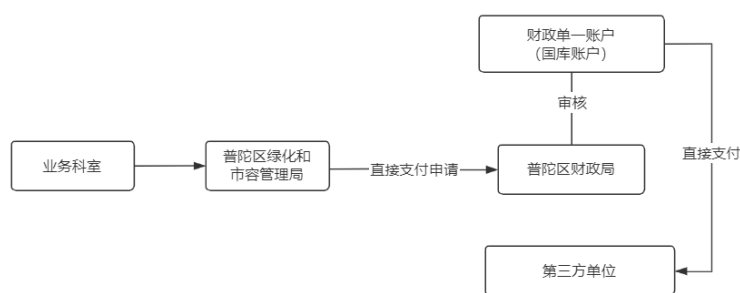 财政单一账户
（国库账户）
审核
业务科室
普陀区绿化和
市容管理局
直接支付申请
普陀区财政局
直接支付
第三方单位